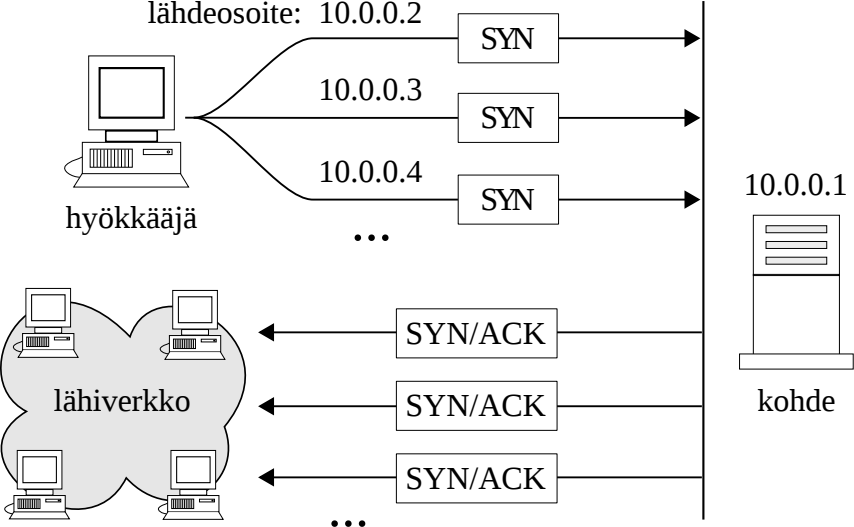 lähdeosoite: 10.0.0.2
SYN
10.0.0.3
SYN
10.0.0.4
SYN
hyökkääjä
...
10.0.0.1
kohde
SYN/ACK
SYN/ACK
SYN/ACK
lähiverkko
...